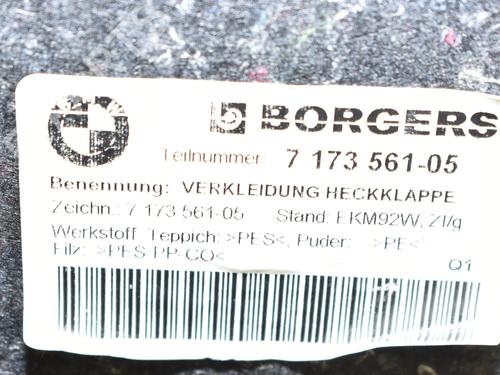 BMW
BORGERS
Teilnummer 7 173 561-05
Benennung: VERKLEIDUNG HECKKLAPPE
Zeichn.: 7 173 561-05 Stand: EKM92W, ZI/g
Werkstoff Teppich: >PES<, Puder: >PE<
Filz: >PES-PP-CO<
Q1